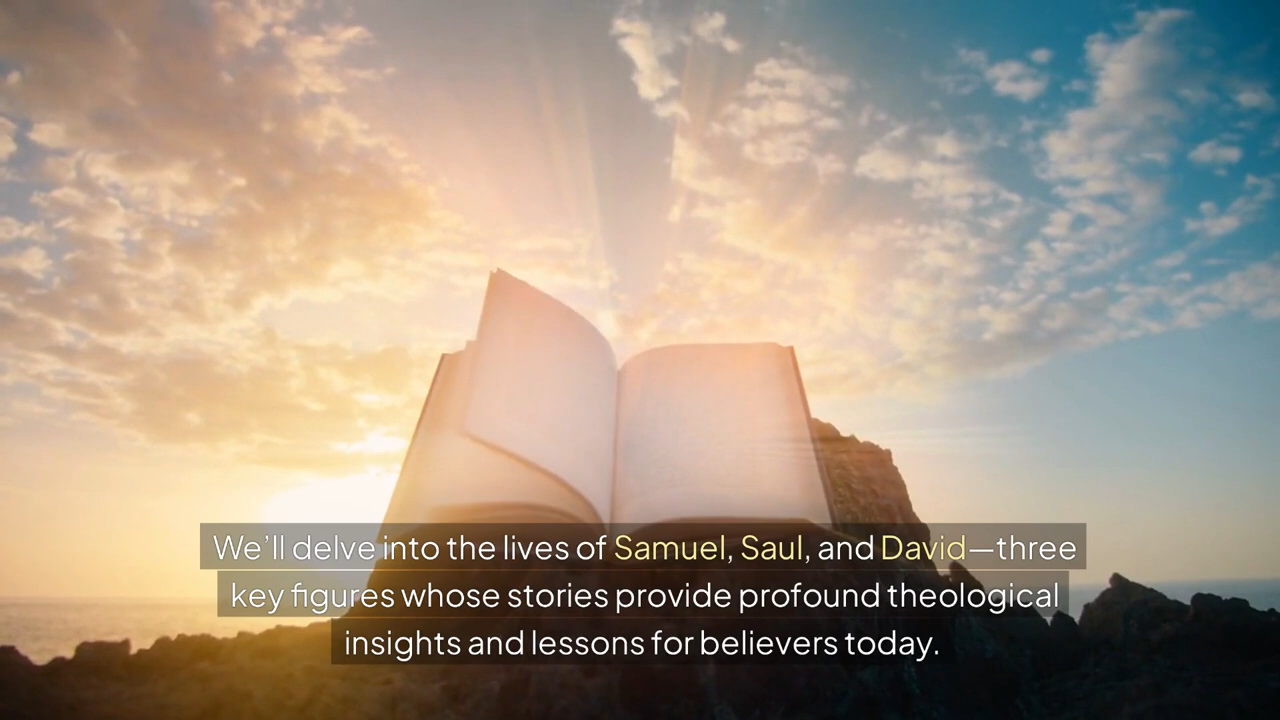 We’ll delve into the lives of Samuel, Saul, and David—three
key figures whose stories provide profound theological
insights and lessons for believers today.